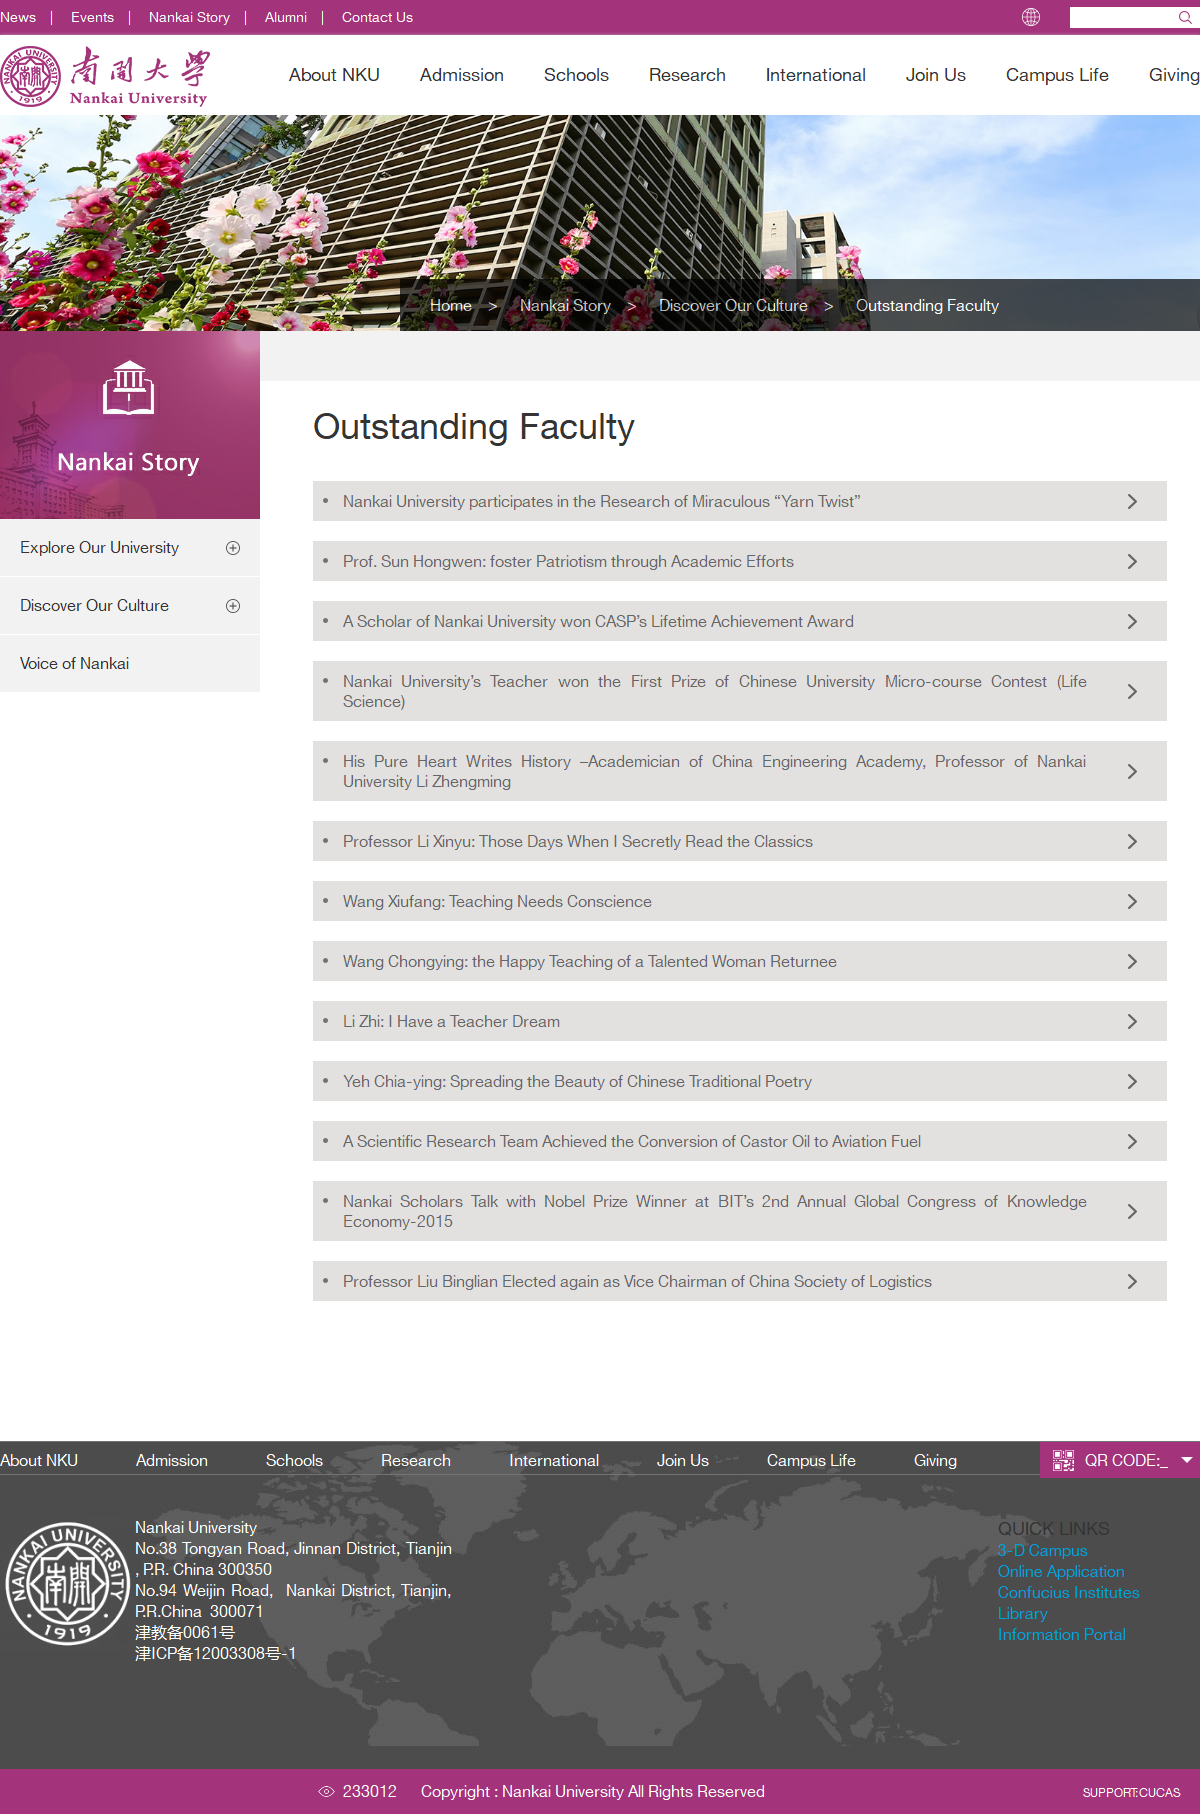 News | Events | Nankai Story | Alumni | Contact Us
NANKAI UNIVERSITY
1919
南開大學
Nankai University
About NKU Admission Schools Research International Join Us Campus Life Giving
Home > Nankai Story > Discover Our Culture > Outstanding Faculty
Nankai Story
Explore Our University
Discover Our Culture
Voice of Nankai
Outstanding Faculty
• Nankai University participates in the Research of Miraculous “Yarn Twist”
• Prof. Sun Hongwen: foster Patriotism through Academic Efforts
• A Scholar of Nankai University won CASP’s Lifetime Achievement Award
• Nankai University’s Teacher won the First Prize of Chinese University Micro-course Contest (Life
Science)
• His Pure Heart Writes History –Academician of China Engineering Academy, Professor of Nankai
University Li Zhengming
• Professor Li Xinyu: Those Days When I Secretly Read the Classics
• Wang Xiufang: Teaching Needs Conscience
• Wang Chongying: the Happy Teaching of a Talented Woman Returnee
• Li Zhi: I Have a Teacher Dream
• Yeh Chia-ying: Spreading the Beauty of Chinese Traditional Poetry
• A Scientific Research Team Achieved the Conversion of Castor Oil to Aviation Fuel
• Nankai Scholars Talk with Nobel Prize Winner at BIT’s 2nd Annual Global Congress of Knowledge
Economy-2015
• Professor Liu Binglian Elected again as Vice Chairman of China Society of Logistics
About NKU Admission Schools Research International Join Us Campus Life Giving
QR CODE:_
NANKAI UNIVERSITY
南開
1919
Nankai University
No.38 Tongyan Road, Jinnan District, Tianjin
, P.R. China 300350
No.94 Weijin Road, Nankai District, Tianjin,
P.R.China 300071
津教备0061号
津ICP备12003308号-1
QUICK LINKS
3-D Campus
Online Application
Confucius Institutes
Library
Information Portal
233012 Copyright : Nankai University All Rights Reserved
SUPPORT:CUCAS